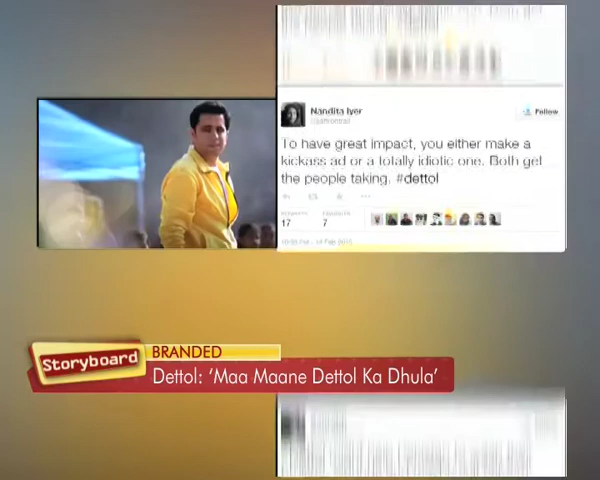 Nandita Iyer
Follow
To have great impact, you either make a
kickass ad or a totally idiotic one. Both get
the people taking. #dettol
17 7
Storyboard
BRANDED
Dettol: ‘Maa Maane Dettol Ka Dhula’